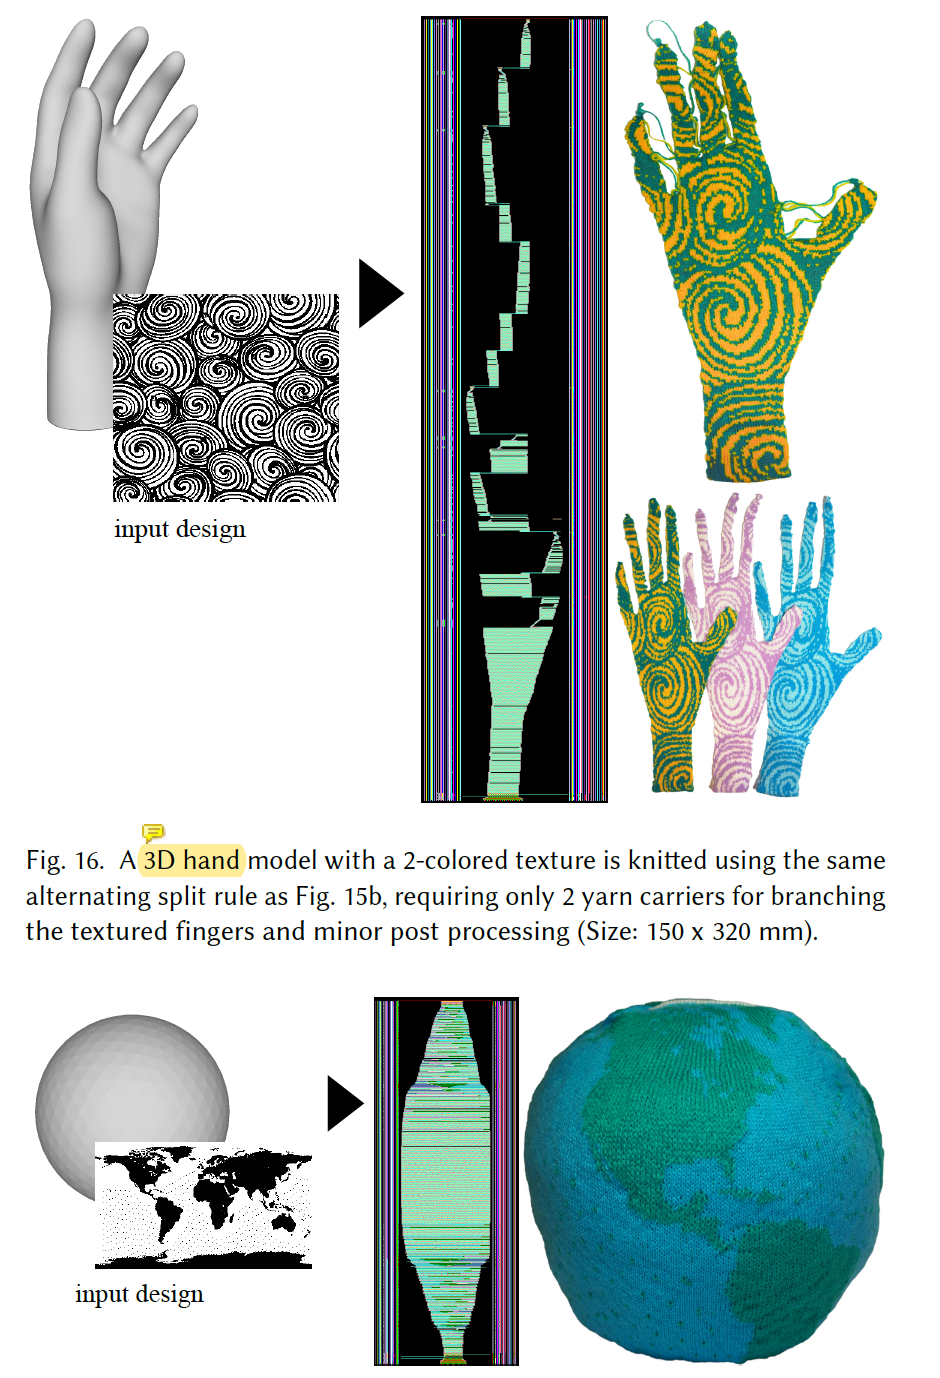 input design
Fig. 16. A 3D hand model with a 2-colored texture is knitted using the same
alternating split rule as Fig. 15b, requiring only 2 yarn carriers for branching
the textured fingers and minor post processing (Size: 150 x 320 mm).
input design